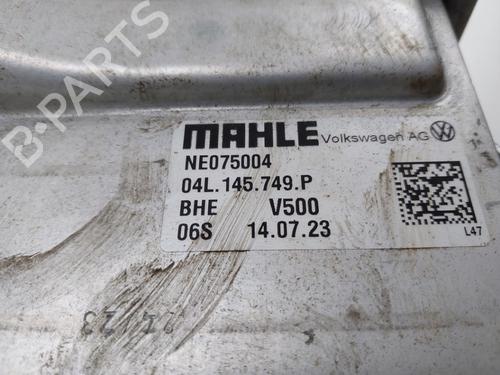 B-PARTS
MAHLE Volkswagen AG
NE075004
04L.145.749.P
BHE V500
06S 14.07.23
L47